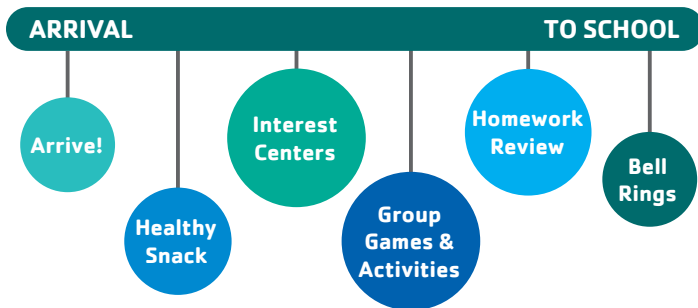 ARRIVAL TO SCHOOL
Arrive!
Healthy
Snack
Interest
Centers
Group
Games &
Activities
Homework
Review
Bell
Rings